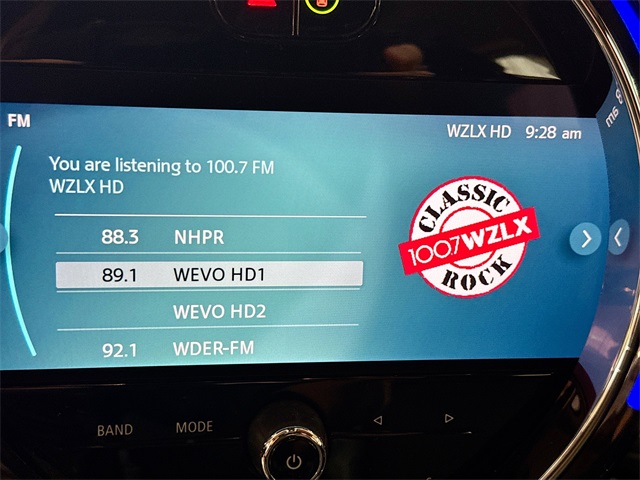 FM
WZLX HD 9:28 am
You are listening to 100.7 FM
WZLX HD
88.3 NHPR
89.1 WEVO HD1
WEVO HD2
92.1 WDER-FM
CLASSIC
100.7 WZLX
ROCK
BAND MODE